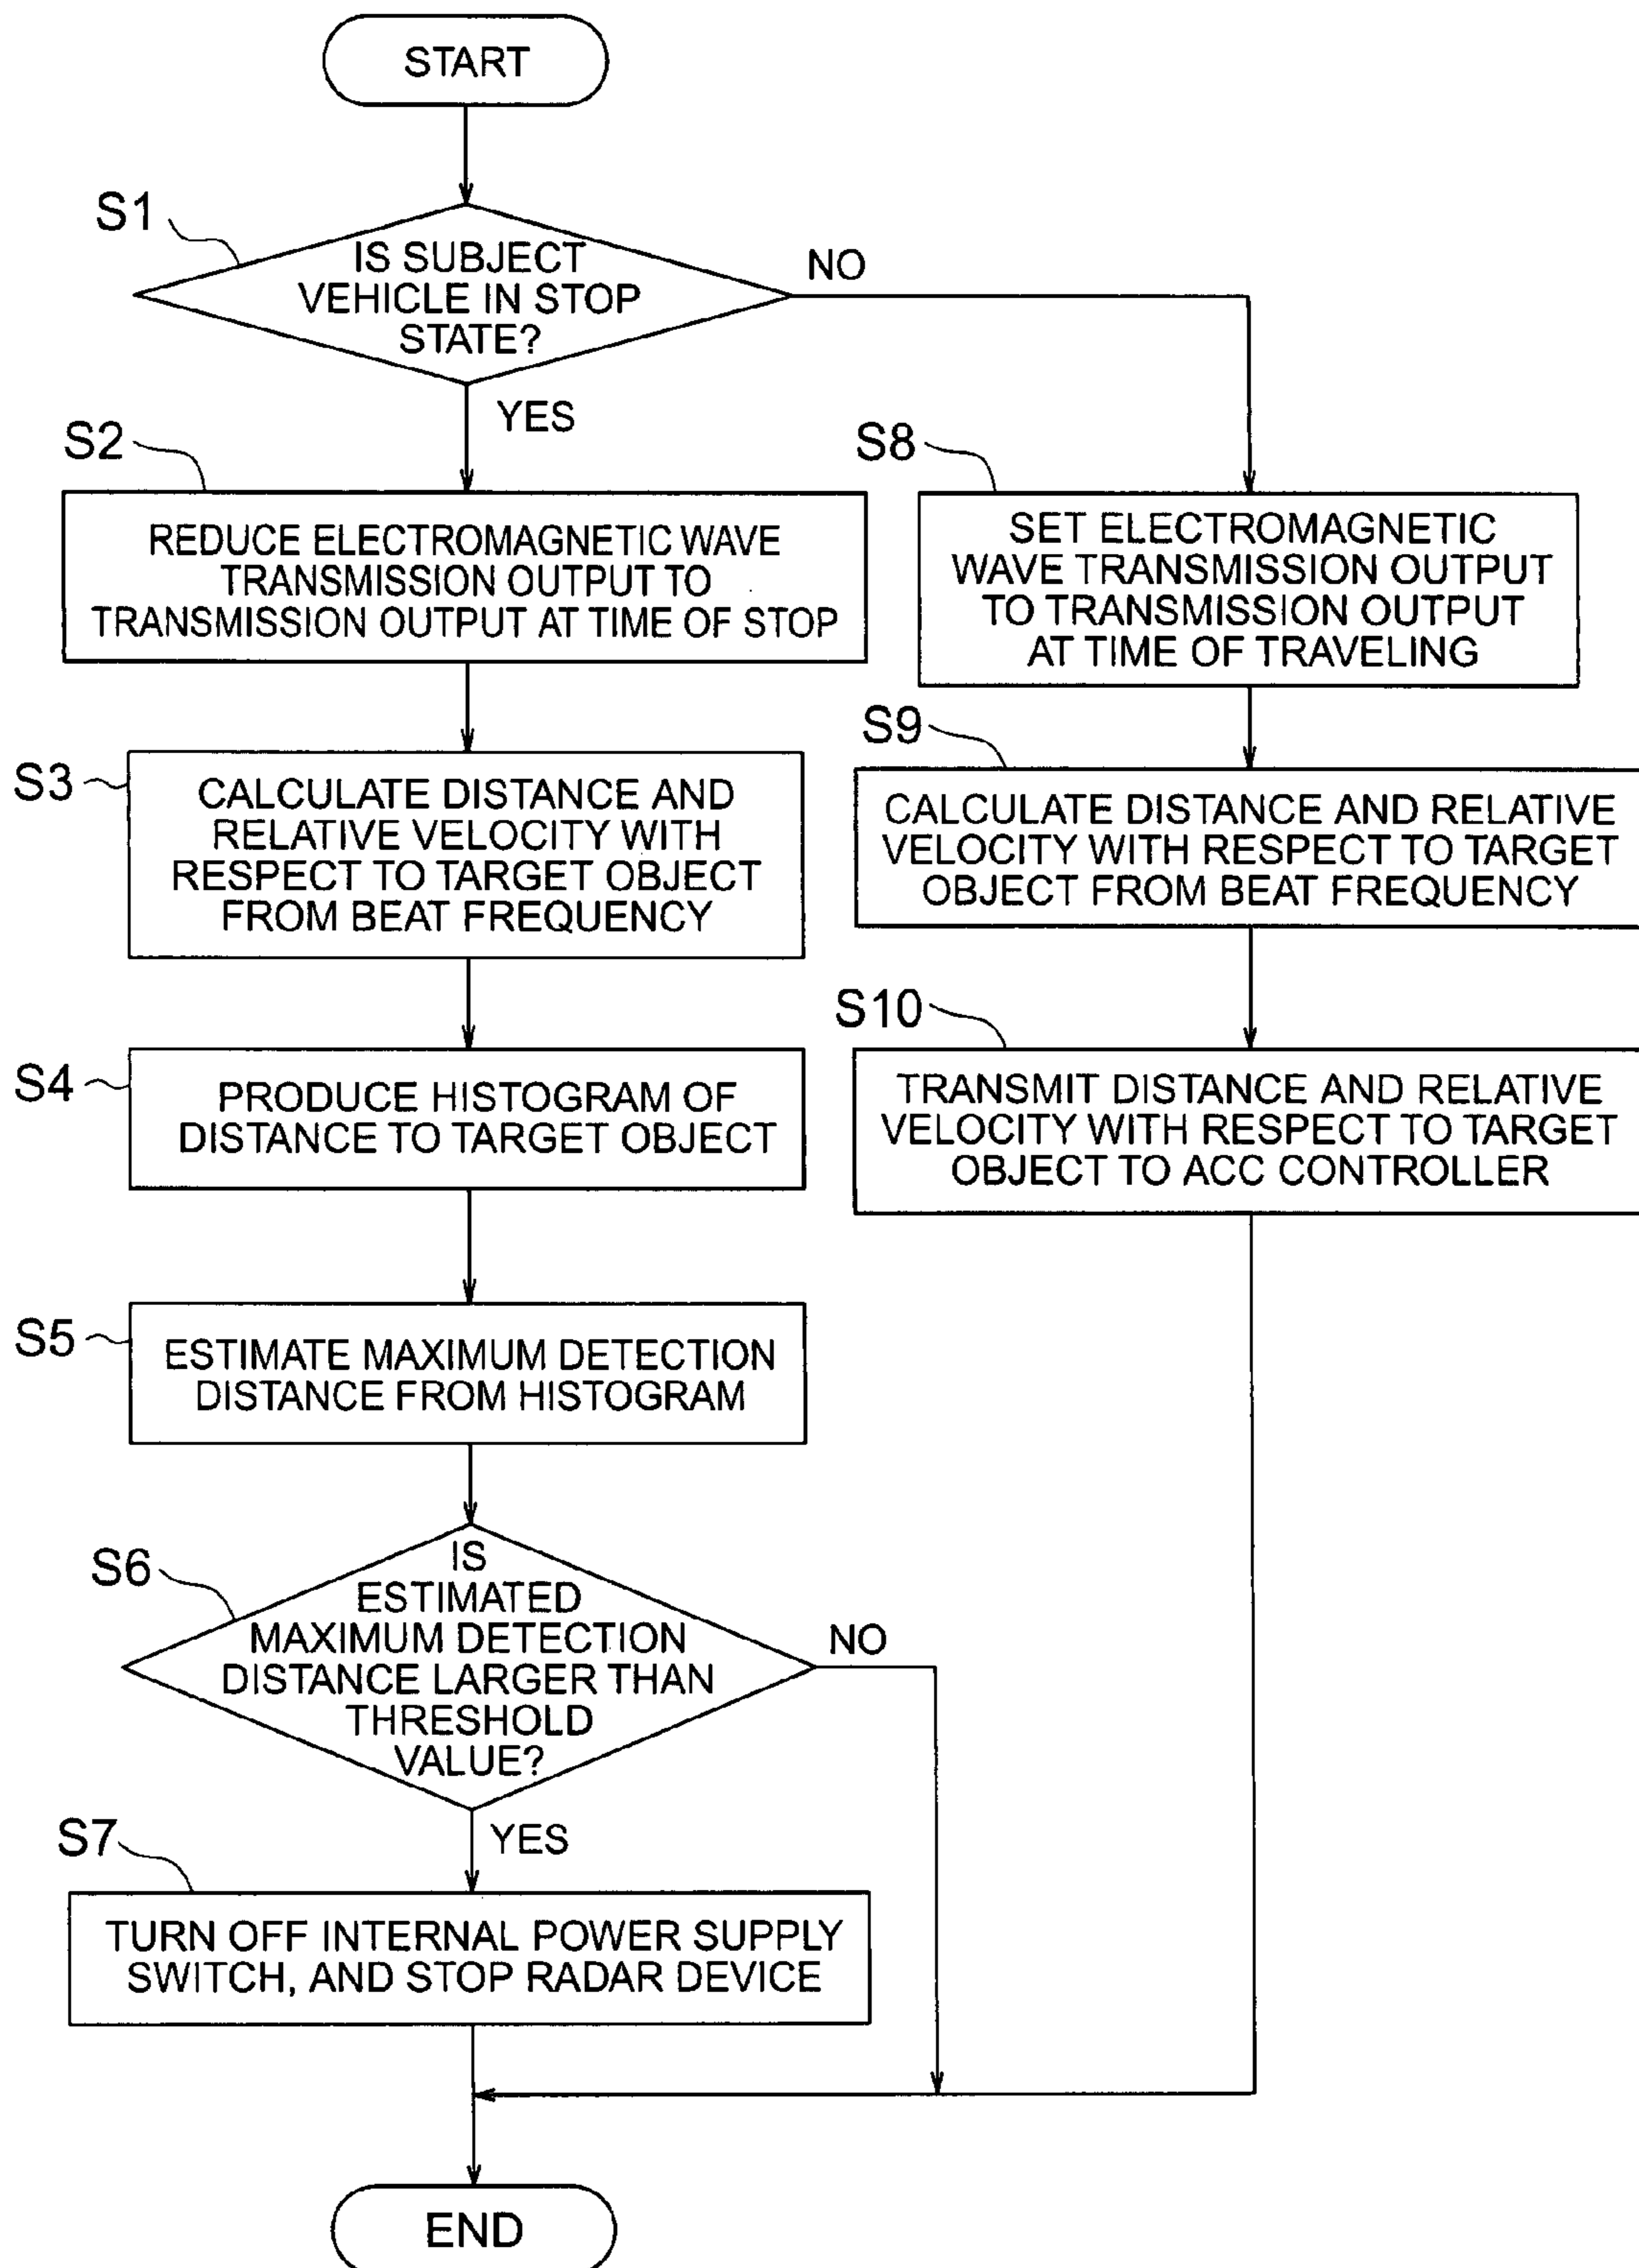 START
S1
IS SUBJECT
VEHICLE IN STOP
STATE?
NO
YES
S2
REDUCE ELECTROMAGNETIC WAVE
TRANSMISSION OUTPUT TO
TRANSMISSION OUTPUT AT TIME OF STOP
S8
SET ELECTROMAGNETIC
WAVE TRANSMISSION OUTPUT
TO TRANSMISSION OUTPUT
AT TIME OF TRAVELING
S3
CALCULATE DISTANCE AND
RELATIVE VELOCITY WITH
RESPECT TO TARGET OBJECT
FROM BEAT FREQUENCY
S9
CALCULATE DISTANCE AND RELATIVE
VELOCITY WITH RESPECT TO TARGET
OBJECT FROM BEAT FREQUENCY
S4
PRODUCE HISTOGRAM OF
DISTANCE TO TARGET OBJECT
S10
TRANSMIT DISTANCE AND RELATIVE
VELOCITY WITH RESPECT TO TARGET
OBJECT TO ACC CONTROLLER
S5
ESTIMATE MAXIMUM DETECTION
DISTANCE FROM HISTOGRAM
S6
IS
ESTIMATED
MAXIMUM DETECTION
DISTANCE LARGER THAN
THRESHOLD
VALUE?
NO
YES
S7
TURN OFF INTERNAL POWER SUPPLY
SWITCH, AND STOP RADAR DEVICE
END